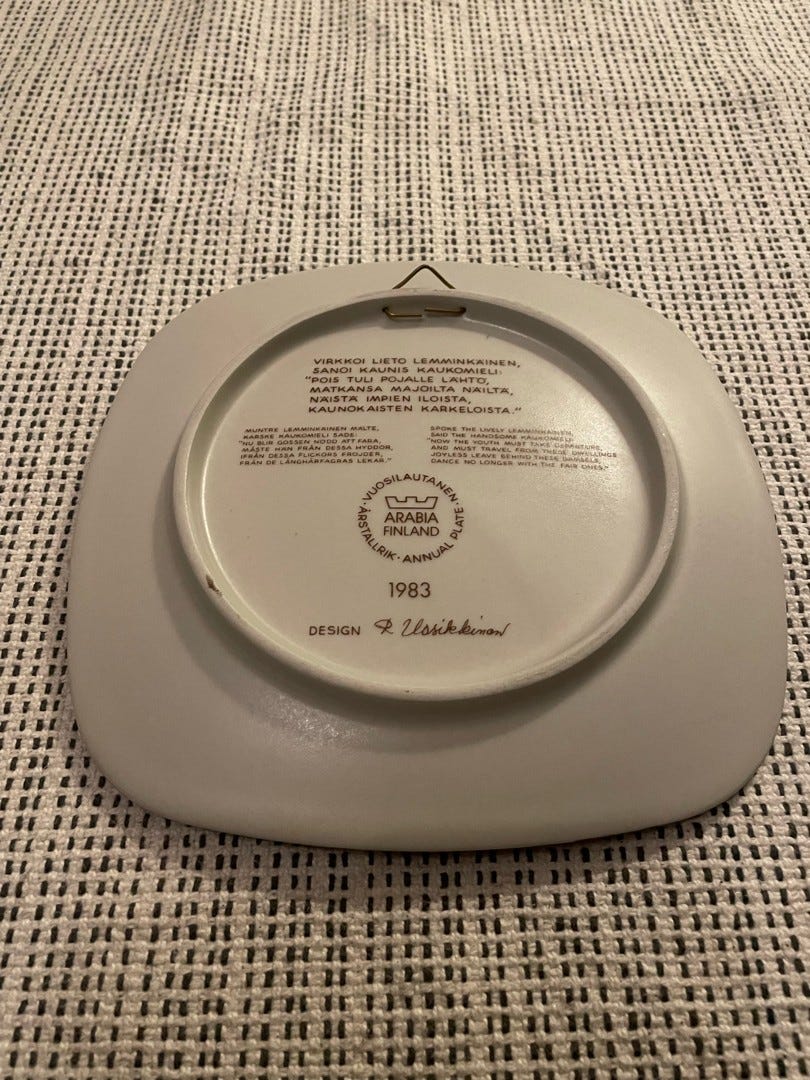 VIRKKOI LIETO LEMMINKÄINEN,
SANOI KAUNIS KAUKOMIELI:
"POIS TULI POJALLE LÄHTÖ,
MATKANSA MAJOILTA NÄILTÄ,
NÄISTÄ IMPIEN ILOISTA,
KAUNOKAISTEN KARKELOISTA."
MUNTRE LEMMINKÄINEN MÄLTE,
KARSKE KAUKOMIELI SADE:
"NU BLIR GOSSEN NÖDD ATT FARA,
MÅSTE HÄN FRÅN DESSA HYDDOR,
IFRÅN DESSA FLICKORS FRÖJDER,
FRÅN DE LÅNGHÅRFAGRAS LEKAR."
SPOKE THE LIVELY LEMMINKÄINEN,
SAID THE HANDSOME KAUKOMIELI:
"NOW THE YOUTH MUST TAKE DEPARTURE,
AND MUST TRAVEL FROM THESE DWELLINGS
JOYLESS LEAVE BEHIND THESE DAMSELS,
DANCE NO LONGER WITH THE FAIR ONES."
· VUOSILAUTANEN ·
ARABIA
FINLAND
ÅRSTALLRIK · ANNUAL PLATE
1983
DESIGN R Uosikkinen